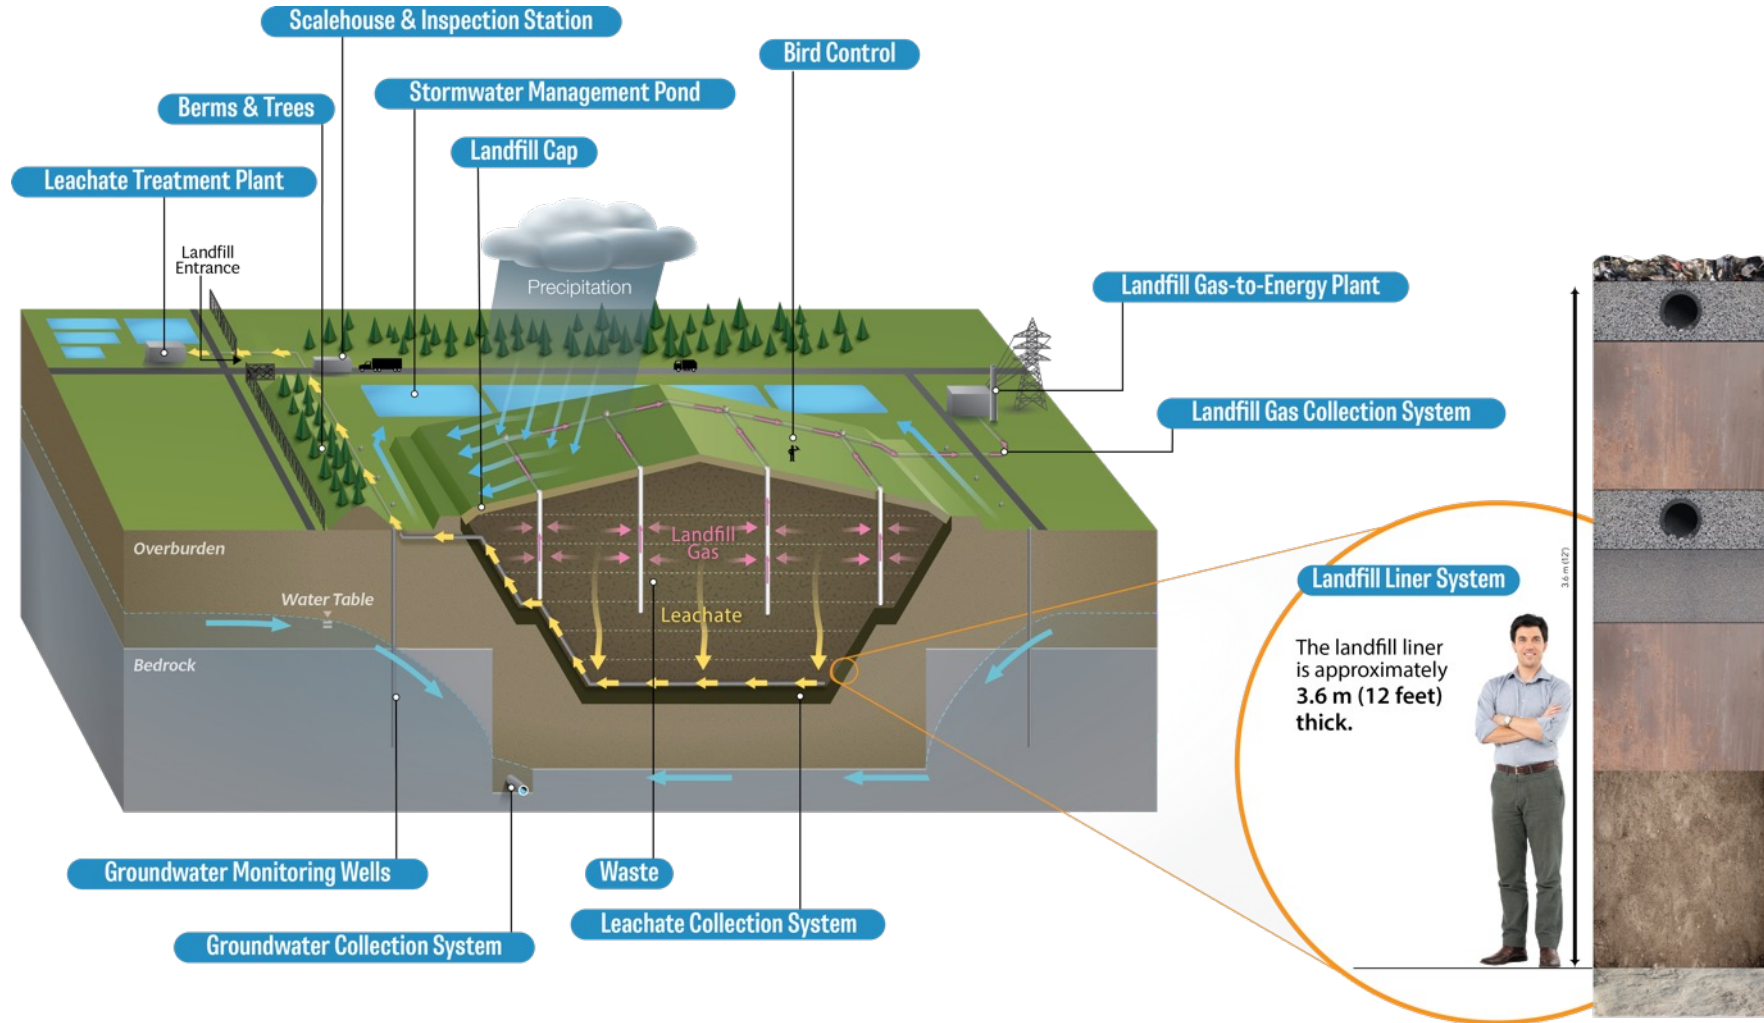 Scalehouse & Inspection Station
Bird Control
Stormwater Management Pond
Berms & Trees
Landfill Cap
Leachate Treatment Plant
Landfill
Entrance
Precipitation
Landfill Gas-to-Energy Plant
Landfill Gas Collection System
Overburden
Landfill
Gas
Water Table
Leachate
Bedrock
3.6 m (12')
Landfill Liner System
The landfill liner
is approximately
3.6 m (12 feet)
thick.
Groundwater Monitoring Wells
Waste
Leachate Collection System
Groundwater Collection System